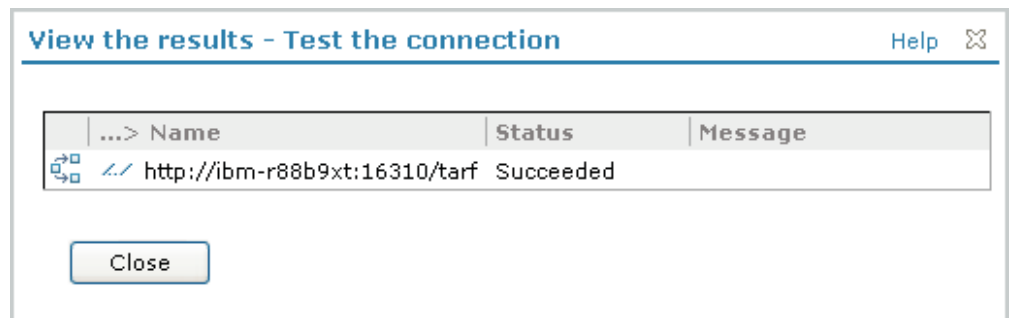 View the results - Test the connection Help
...> Name Status Message
http://ibm-r88b9xt:16310/tarf Succeeded
Close